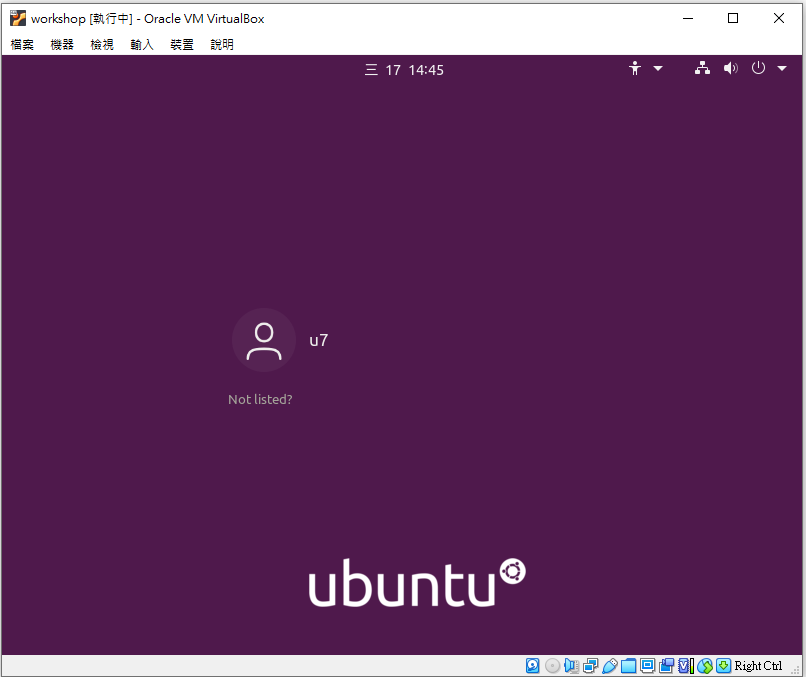 workshop [執行中] - Oracle VM VirtualBox
檔案 機器 檢視 輸入 裝置 說明
三 17 14:45
u7
Not listed?
ubuntu
Right Ctrl